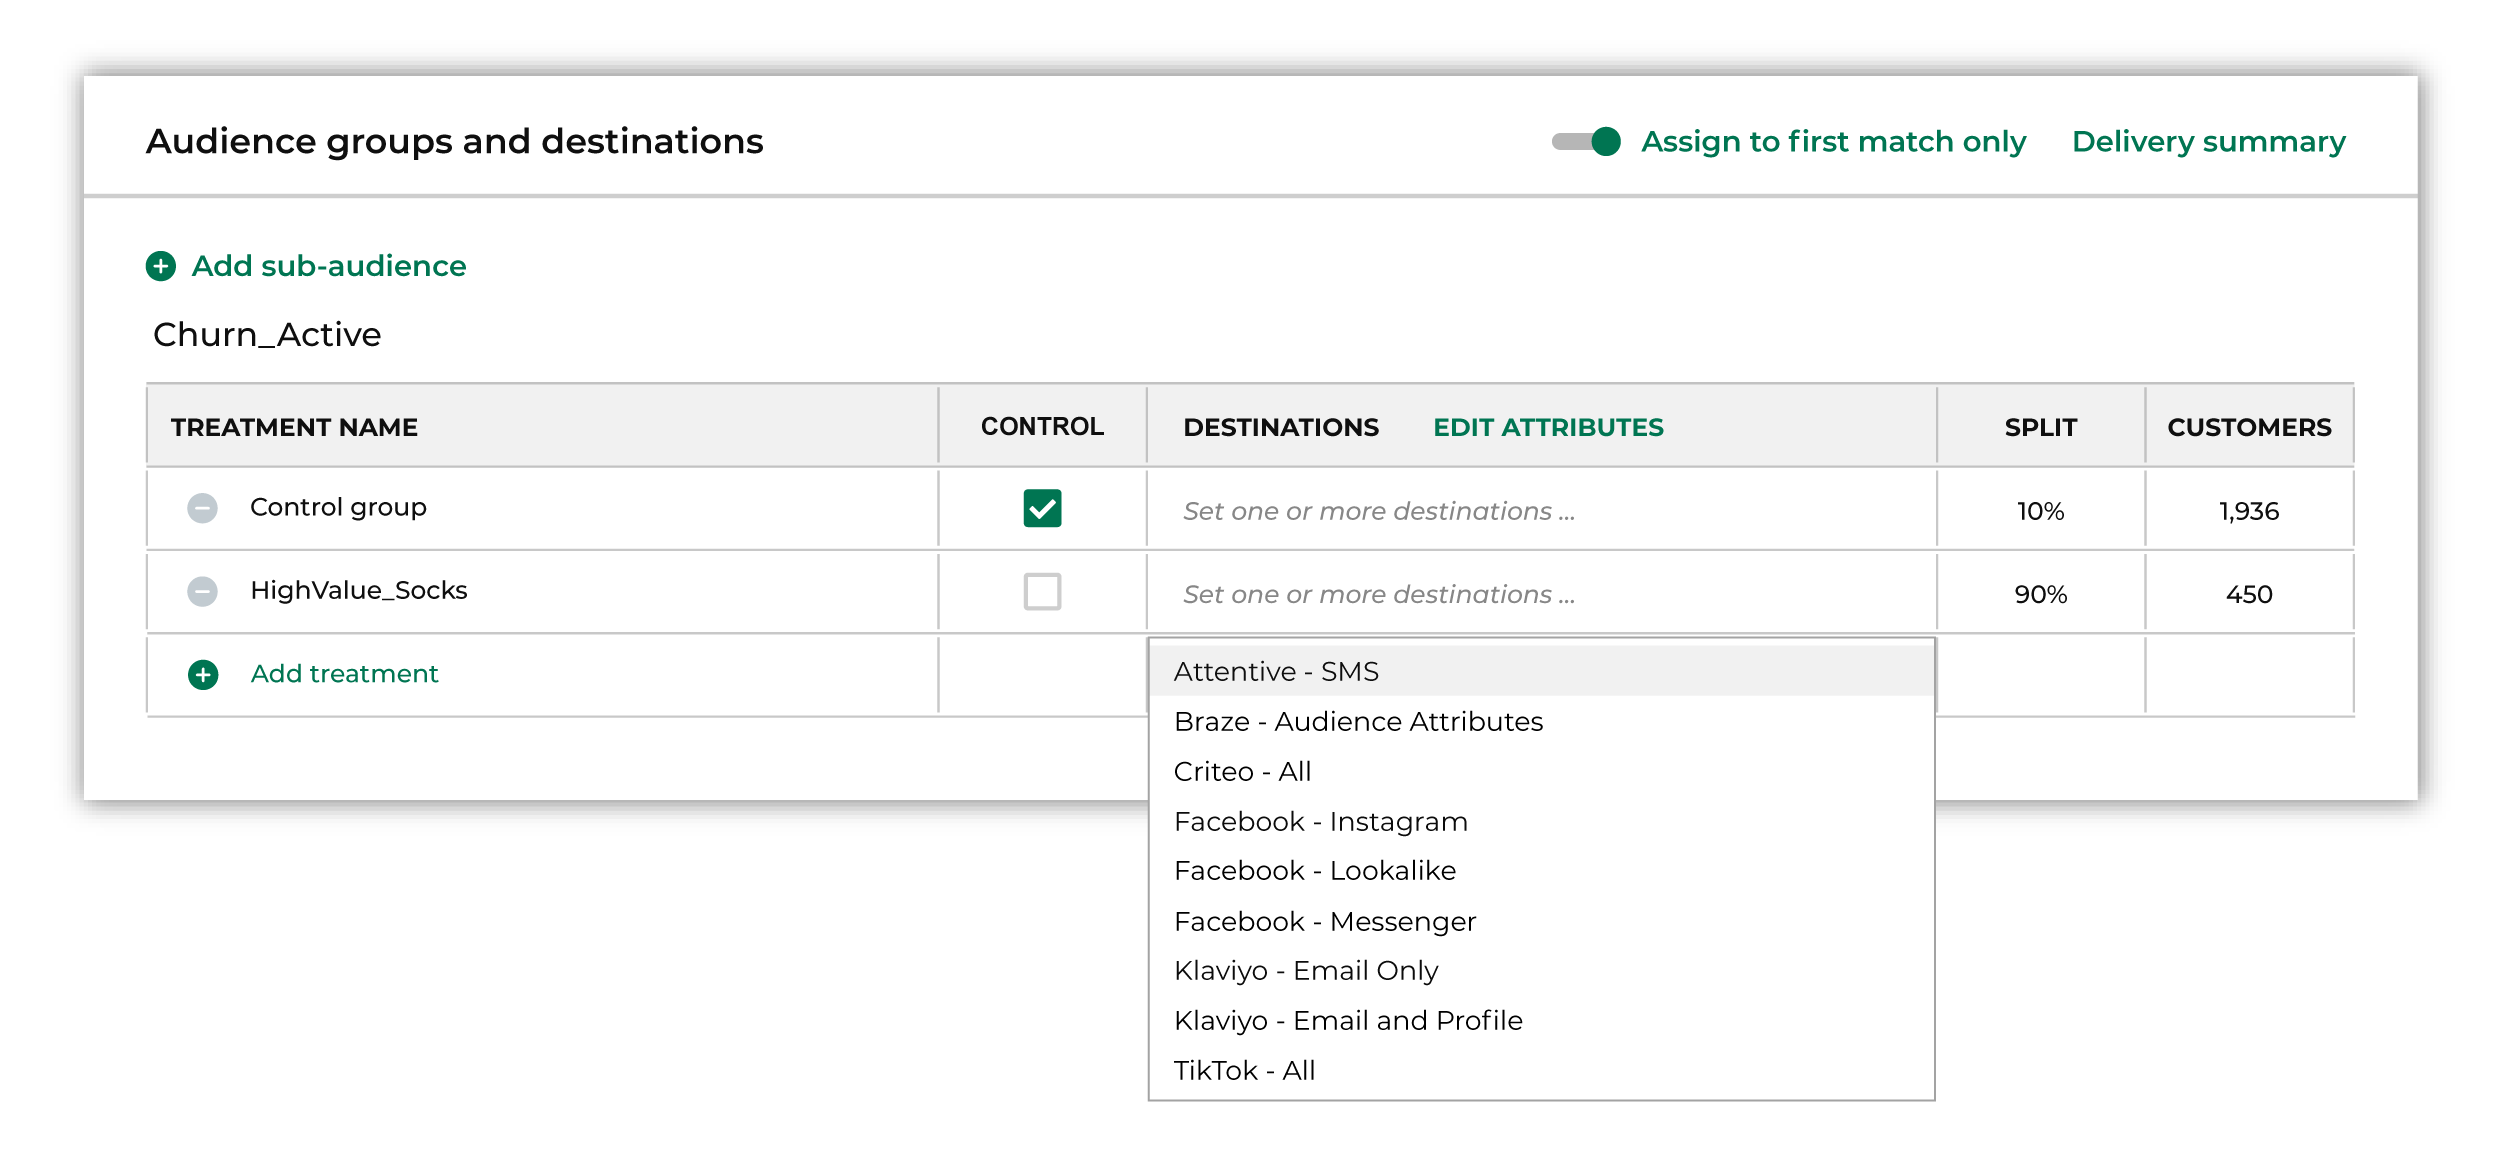 Audience groups and destinations
Assign to first match only
Delivery summary
Add sub-audience
Churn_Active
TREATMENT NAME
CONTROL
DESTINATIONS
EDIT ATTRIBUTES
SPLIT
CUSTOMERS
Control group
Set one or more destinations ...
10%
1,936
HighValue_Socks
Set one or more destinations ...
90%
450
Add treatment
Attentive - SMS
Braze - Audience Attributes
Criteo - All
Facebook - Instagram
Facebook - Lookalike
Facebook - Messenger
Klaviyo - Email Only
Klaviyo - Email and Profile
TikTok - All